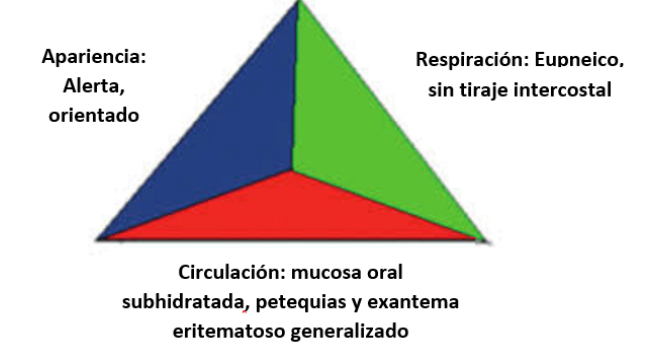 Apariencia:
Alerta,
orientado
Respiración: Eupneico,
sin tiraje intercostal
Circulación: mucosa oral
subhidratada, petequias y exantema
eritematoso generalizado